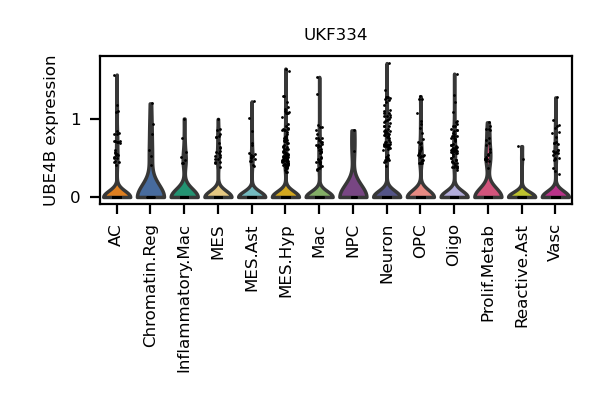 UKF334
UBE4B expression
1
0
AC
Chromatin.Reg
Inflammatory.Mac
MES
MES.Ast
MES.Hyp
Mac
NPC
Neuron
OPC
Oligo
Prolif.Metab
Reactive.Ast
Vasc